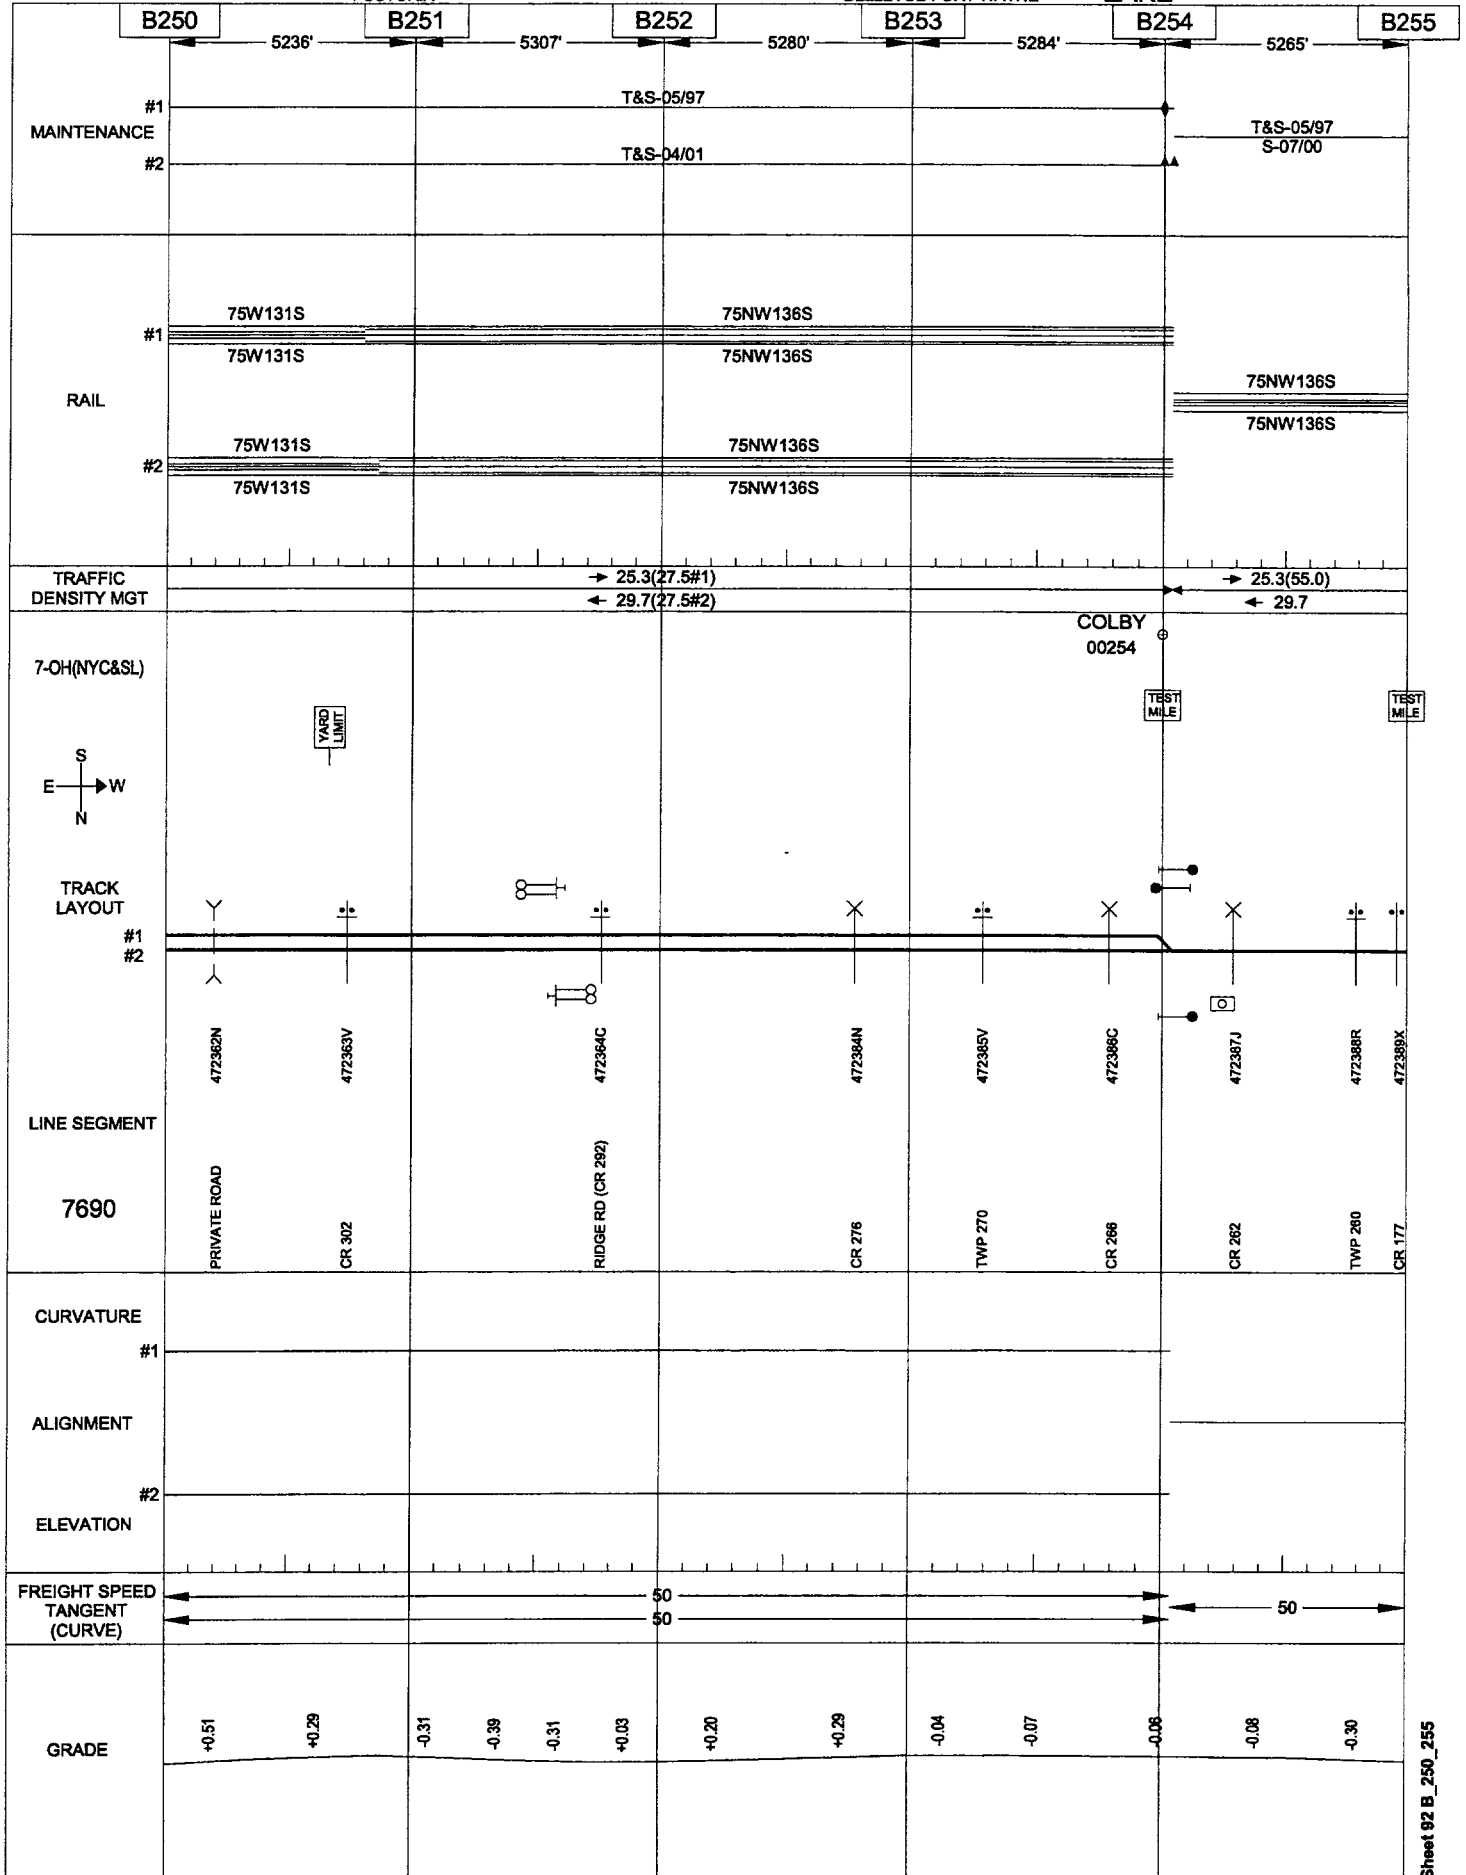 B250 B251 B252 B253 B254 B255
5236' 5307' 5280' 5284' 5265'
MAINTENANCE
#1 T&S-05/97
T&S-05/97
#2 T&S-04/01
S-07/00
RAIL
75W131S 75NW136S
#1
75W131S 75NW136S
75NW136S
75NW136S
75W131S 75NW136S
#2
75W131S 75NW136S
TRAFFIC
DENSITY MGT
25.3(27.5#1) 25.3(55.0)
29.7(27.5#2) 29.7
7-OH(NYC&SL)
COLBY
00254
YARD
LIMIT
TEST
MILE
TEST
MILE
S
E W
N
TRACK
LAYOUT
#1
#2
472362N
472363V
472364C
472384N
472385V
472386C
472387J
472388R
472389X
LINE SEGMENT
7690
PRIVATE ROAD
CR 302
RIDGE RD (CR 292)
CR 276
TWP 270
CR 266
CR 262
TWP 260
CR 177
CURVATURE
#1
ALIGNMENT
#2
ELEVATION
FREIGHT SPEED
TANGENT
(CURVE)
50
50
50
GRADE
+0.51
+0.29
-0.31
-0.39
-0.31
+0.03
+0.20
+0.29
-0.04
-0.07
-0.06
-0.08
-0.30
Sheet 92 B_250_255